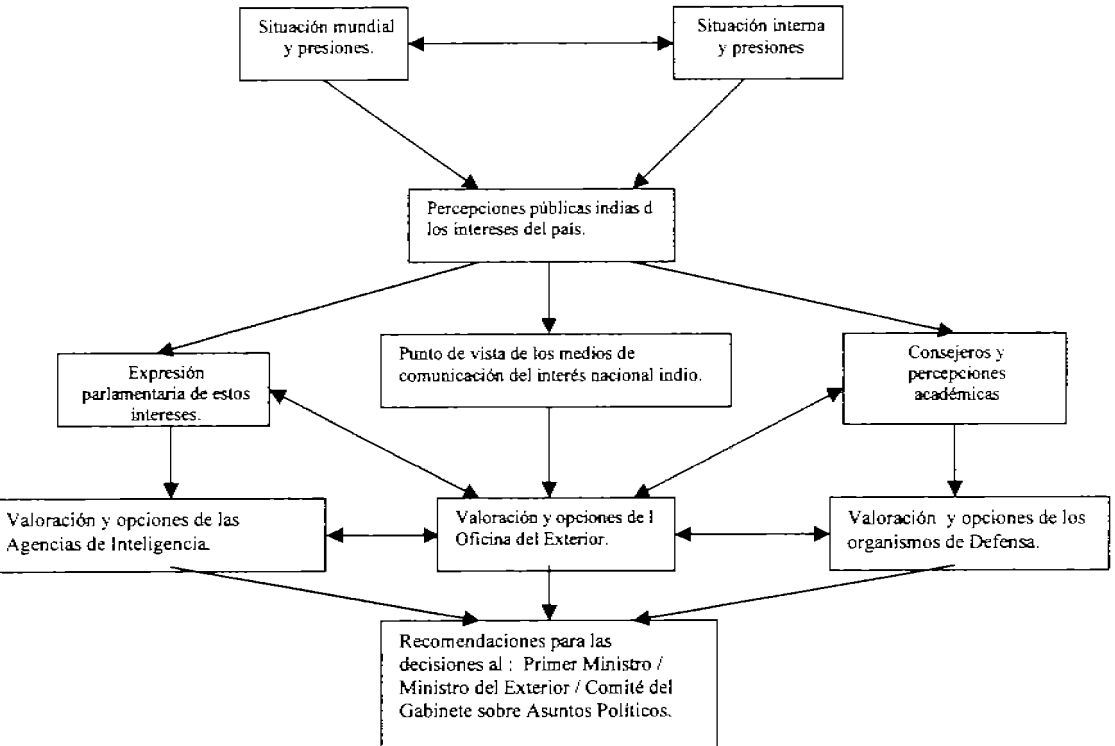 Situación mundial
y presiones.
Situación interna
y presiones
Percepciones públicas indias d
los intereses del país.
Expresión
parlamentaria de estos
intereses.
Punto de vista de los medios de
comunicación del interés nacional indio.
Consejeros y
percepciones
académicas
Valoración y opciones de las
Agencias de Inteligencia.
Valoración y opciones de l
Oficina del Exterior.
Valoración y opciones de los
organismos de Defensa.
Recomendaciones para las
decisiones al : Primer Ministro /
Ministro del Exterior / Comité del
Gabinete sobre Asuntos Políticos.